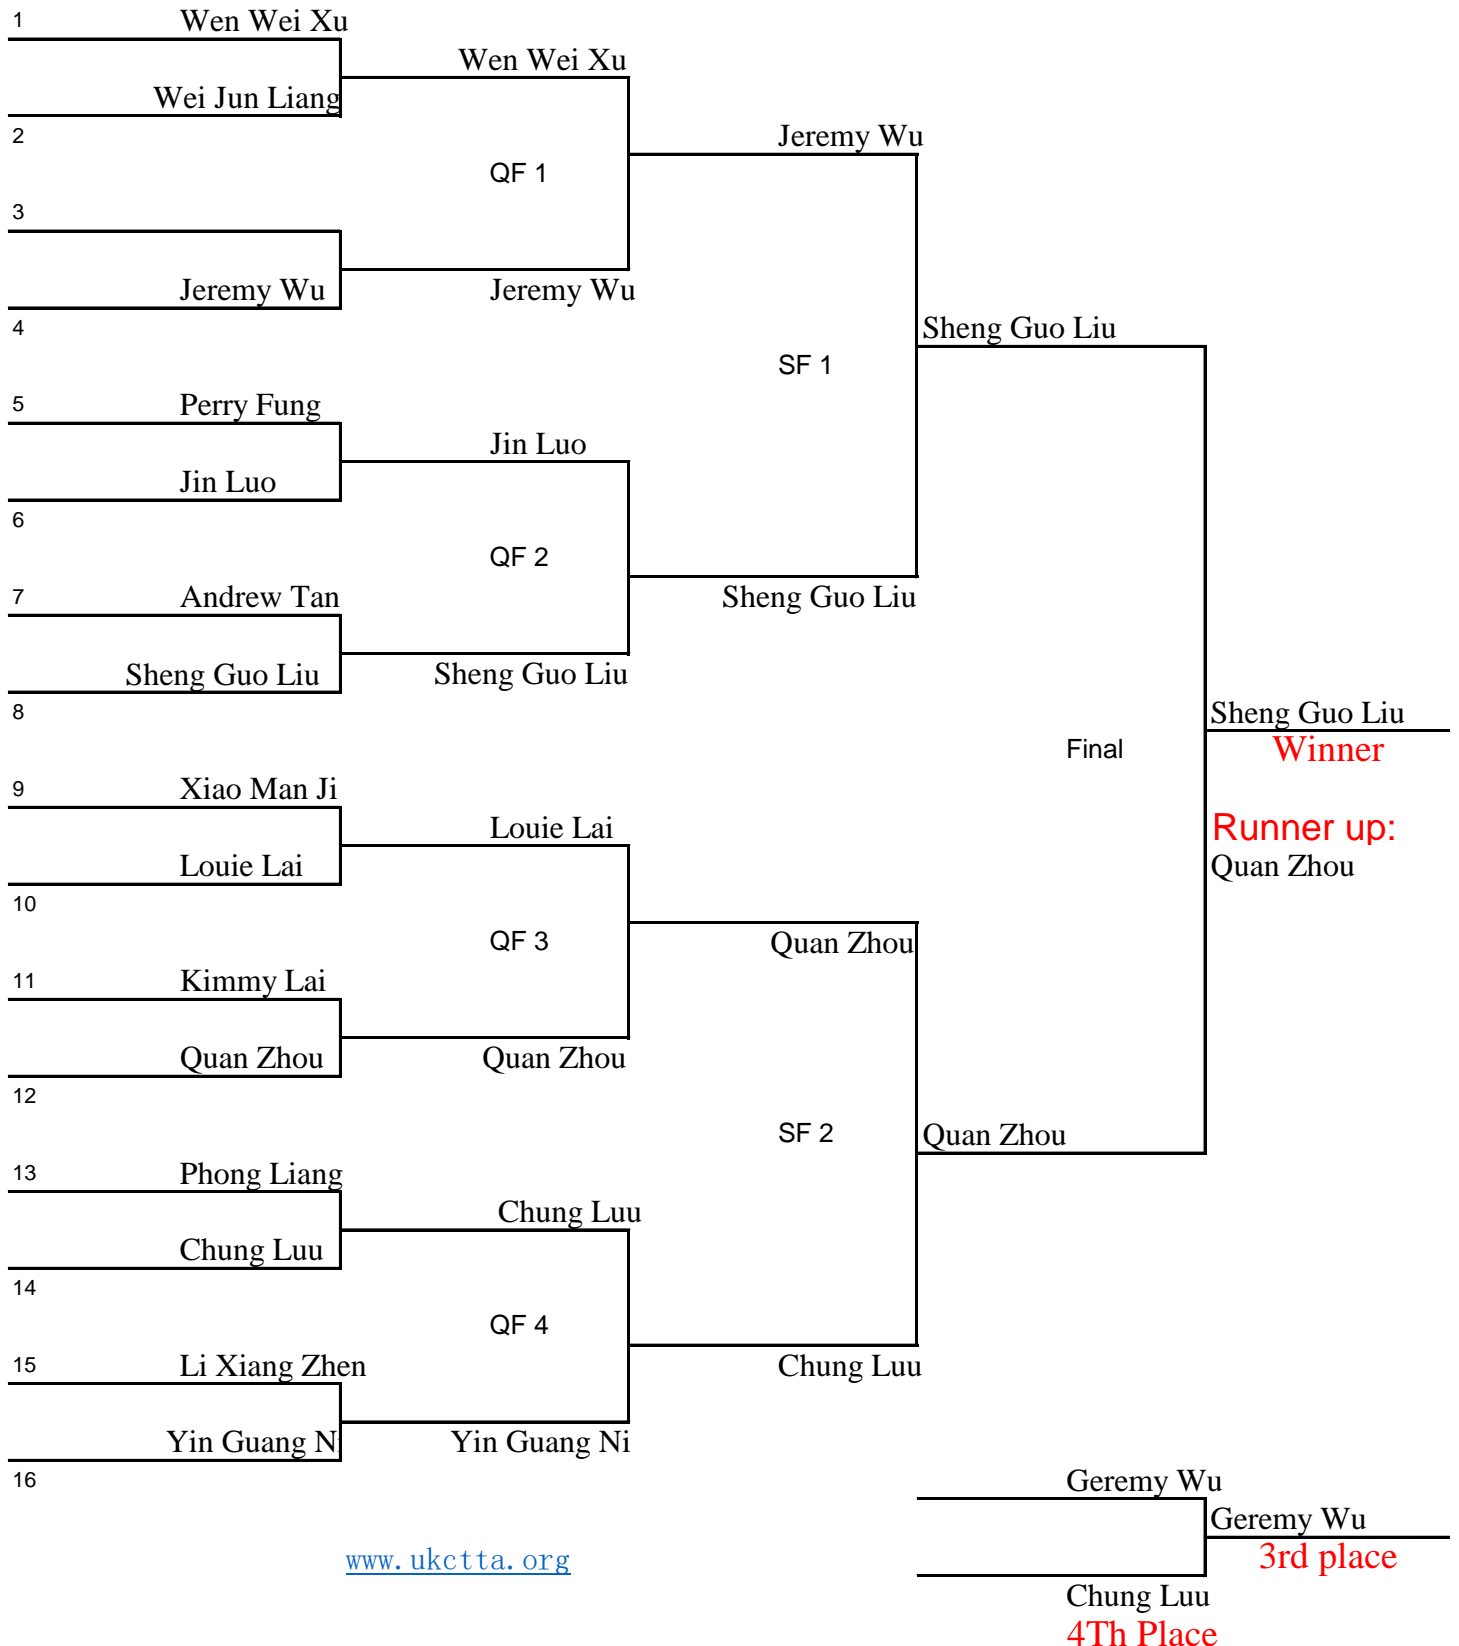 1 Wen Wei Xu
Wen Wei Xu
Wei Jun Liang
2
Jeremy Wu
QF 1
3
Jeremy Wu
Jeremy Wu
4
Sheng Guo Liu
SF 1
5 Perry Fung
Jin Luo
Jin Luo
6
QF 2
7 Andrew Tan
Sheng Guo Liu
Sheng Guo Liu
Sheng Guo Liu
8
Sheng Guo Liu
Final
Winner
9 Xiao Man Ji
Louie Lai
Runner up:
Louie Lai
Quan Zhou
10
QF 3
Quan Zhou
11 Kimmy Lai
Quan Zhou
Quan Zhou
12
SF 2
Quan Zhou
13 Phong Liang
Chung Luu
Chung Luu
14
QF 4
15 Li Xiang Zhen
Chung Luu
Yin Guang Ni
Yin Guang Ni
16
Geremy Wu
Geremy Wu
www.ukctta.org
3rd place
Chung Luu
4Th Place